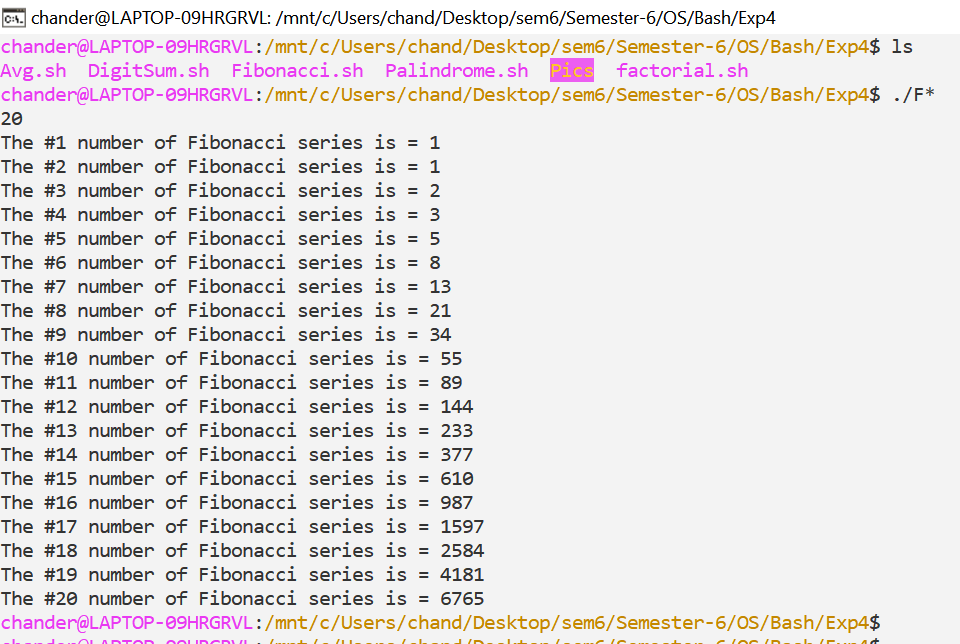 chander@LAPTOP-09HRGRVL: /mnt/c/Users/chand/Desktop/sem6/Semester-6/OS/Bash/Exp4
chander@LAPTOP-09HRGRVL:/mnt/c/Users/chand/Desktop/sem6/Semester-6/OS/Bash/Exp4$ ls
Avg.sh  DigitSum.sh  Fibonacci.sh  Palindrome.sh  Pics  factorial.sh
chander@LAPTOP-09HRGRVL:/mnt/c/Users/chand/Desktop/sem6/Semester-6/OS/Bash/Exp4$ ./F*
20
The #1 number of Fibonacci series is = 1
The #2 number of Fibonacci series is = 1
The #3 number of Fibonacci series is = 2
The #4 number of Fibonacci series is = 3
The #5 number of Fibonacci series is = 5
The #6 number of Fibonacci series is = 8
The #7 number of Fibonacci series is = 13
The #8 number of Fibonacci series is = 21
The #9 number of Fibonacci series is = 34
The #10 number of Fibonacci series is = 55
The #11 number of Fibonacci series is = 89
The #12 number of Fibonacci series is = 144
The #13 number of Fibonacci series is = 233
The #14 number of Fibonacci series is = 377
The #15 number of Fibonacci series is = 610
The #16 number of Fibonacci series is = 987
The #17 number of Fibonacci series is = 1597
The #18 number of Fibonacci series is = 2584
The #19 number of Fibonacci series is = 4181
The #20 number of Fibonacci series is = 6765
chander@LAPTOP-09HRGRVL:/mnt/c/Users/chand/Desktop/sem6/Semester-6/OS/Bash/Exp4$